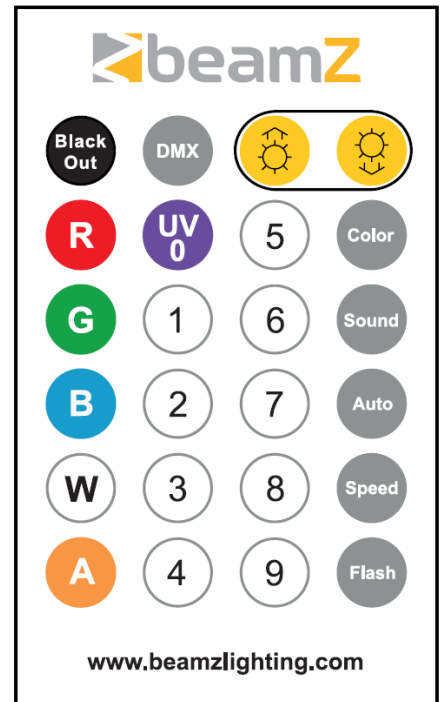 beamZ
Black Out DMX
R UV 0 5 Color
G 1 6 Sound
B 2 7 Auto
W 3 8 Speed
A 4 9 Flash
www.beamzlighting.com